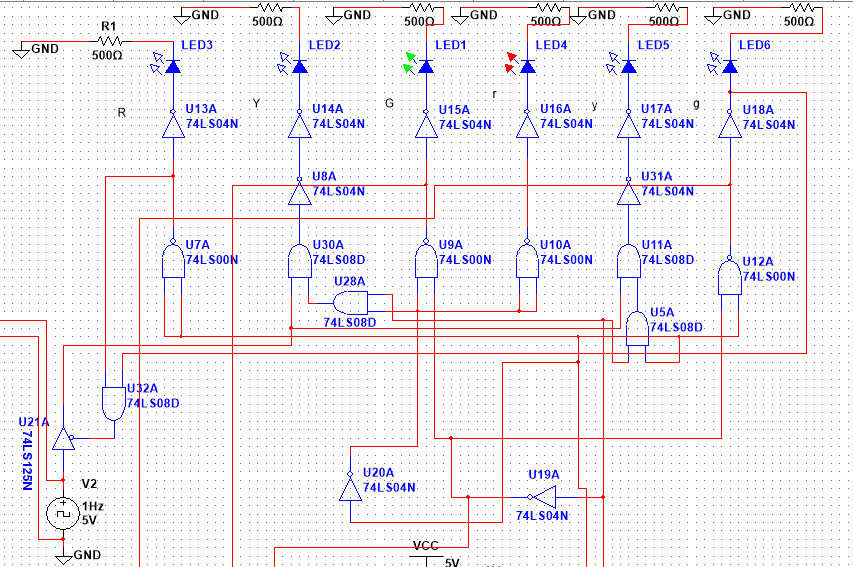 GND
500Ω
GND
500Ω
GND
500Ω
GND
500Ω
GND
500Ω
R1
GND
500Ω
LED3
LED2
LED1
LED4
LED5
LED6
R
Y
G
r
y
g
U13A
74LS04N
U14A
74LS04N
U15A
74LS04N
U16A
74LS04N
U17A
74LS04N
U18A
74LS04N
U8A
74LS04N
U31A
74LS04N
U7A
74LS00N
U30A
74LS08D
U9A
74LS00N
U10A
74LS00N
U11A
74LS08D
U12A
74LS00N
U28A
74LS08D
U5A
74LS08D
U32A
74LS08D
U21A
74LS125N
V2
1Hz
5V
GND
U20A
74LS04N
U19A
74LS04N
VCC
5V